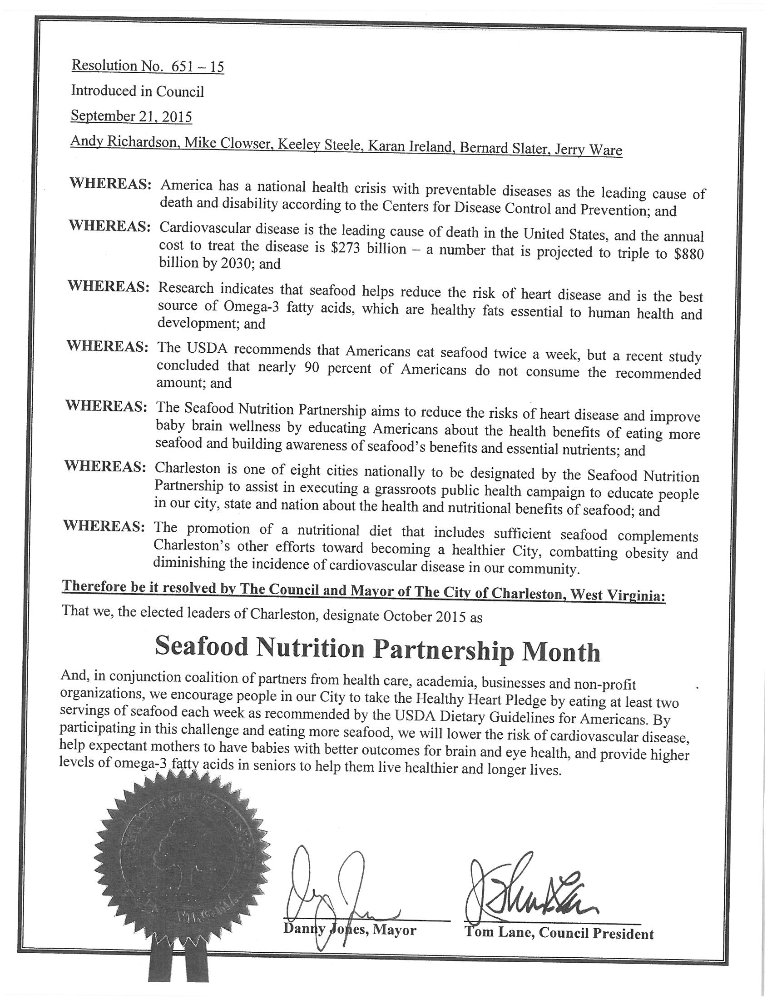 Resolution No. 651 – 15
Introduced in Council
September 21, 2015
Andy Richardson, Mike Clowser, Keeley Steele, Karan Ireland, Bernard Slater, Jerry Ware
WHEREAS: America has a national health crisis with preventable diseases as the leading cause of
death and disability according to the Centers for Disease Control and Prevention; and
WHEREAS: Cardiovascular disease is the leading cause of death in the United States, and the annual
cost to treat the disease is $273 billion – a number that is projected to triple to $880
billion by 2030; and
WHEREAS: Research indicates that seafood helps reduce the risk of heart disease and is the best
source of Omega-3 fatty acids, which are healthy fats essential to human health and
development; and
WHEREAS: The USDA recommends that Americans eat seafood twice a week, but a recent study
concluded that nearly 90 percent of Americans do not consume the recommended
amount; and
WHEREAS: The Seafood Nutrition Partnership aims to reduce the risks of heart disease and improve
baby brain wellness by educating Americans about the health benefits of eating more
seafood and building awareness of seafood's benefits and essential nutrients; and
WHEREAS: Charleston is one of eight cities nationally to be designated by the Seafood Nutrition
Partnership to assist in executing a grassroots public health campaign to educate people
in our city, state and nation about the health and nutritional benefits of seafood; and
WHEREAS: The promotion of a nutritional diet that includes sufficient seafood complements
Charleston's other efforts toward becoming a healthier City, combatting obesity and
diminishing the incidence of cardiovascular disease in our community.
Therefore be it resolved by The Council and Mayor of The City of Charleston, West Virginia:
That we, the elected leaders of Charleston, designate October 2015 as
Seafood Nutrition Partnership Month
And, in conjunction coalition of partners from health care, academia, businesses and non-profit
organizations, we encourage people in our City to take the Healthy Heart Pledge by eating at least two
servings of seafood each week as recommended by the USDA Dietary Guidelines for Americans. By
participating in this challenge and eating more seafood, we will lower the risk of cardiovascular disease,
help expectant mothers to have babies with better outcomes for brain and eye health, and provide higher
levels of omega-3 fatty acids in seniors to help them live healthier and longer lives.
Danny Jones, Mayor
Tom Lane, Council President